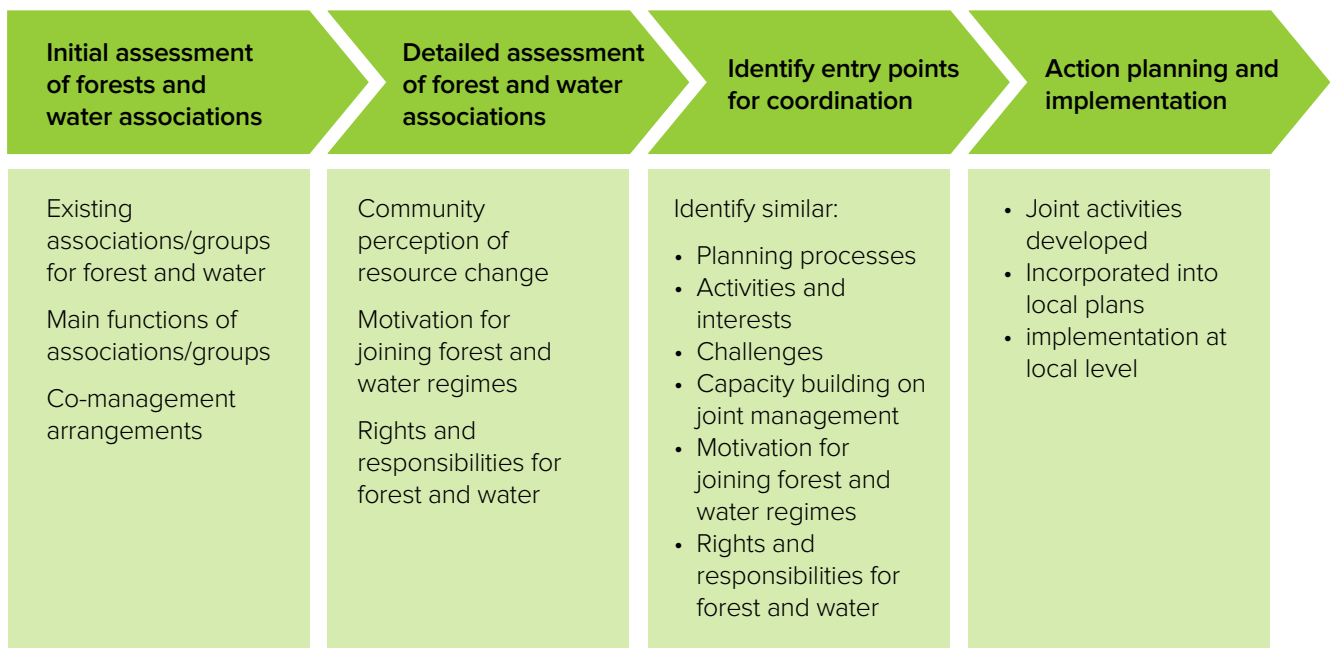 Initial assessment
of forests and
water associations
Detailed assessment
of forest and water
associations
Identify entry points
for coordination
Action planning and
implementation
Existing
associations/groups
for forest and water
Main functions of
associations/groups
Co-management
arrangements
Community
perception of
resource change
Motivation for
joining forest and
water regimes
Rights and
responsibilities for
forest and water
Identify similar:
• Planning processes
• Activities and
interests
• Challenges
• Capacity building on
joint management
• Motivation for
joining forest and
water regimes
• Rights and
responsibilities for
forest and water
• Joint activities
developed
• Incorporated into
local plans
• implementation at
local level